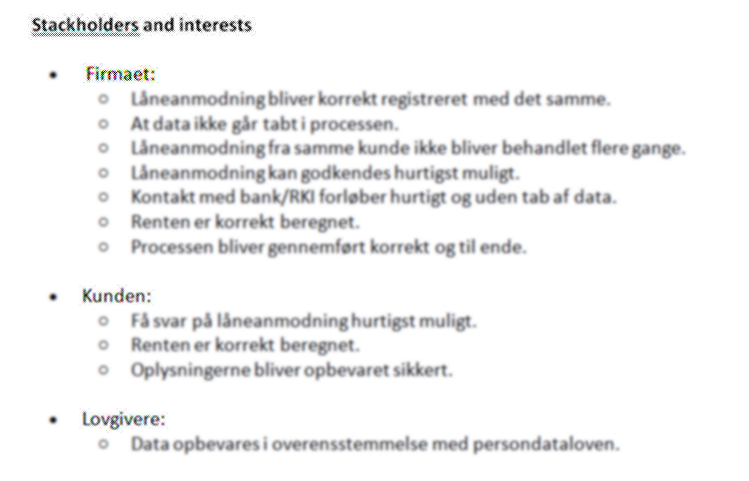 Stackholders and interests
• Firmaet:
○ Låneanmodning bliver korrekt registreret med det samme.
○ At data ikke går tabt i processen.
○ Låneanmodning fra samme kunde ikke bliver behandlet flere gange.
○ Låneanmodning kan godkendes hurtigst muligt.
○ Kontakt med bank/RKI forløber hurtigt og uden tab af data.
○ Renten er korrekt beregnet.
○ Processen bliver gennemført korrekt og til ende.
• Kunden:
○ Få svar på låneanmodning hurtigst muligt.
○ Renten er korrekt beregnet.
○ Oplysningerne bliver opbevaret sikkert.
• Lovgivere:
○ Data opbevares i overensstemmelse med persondataloven.